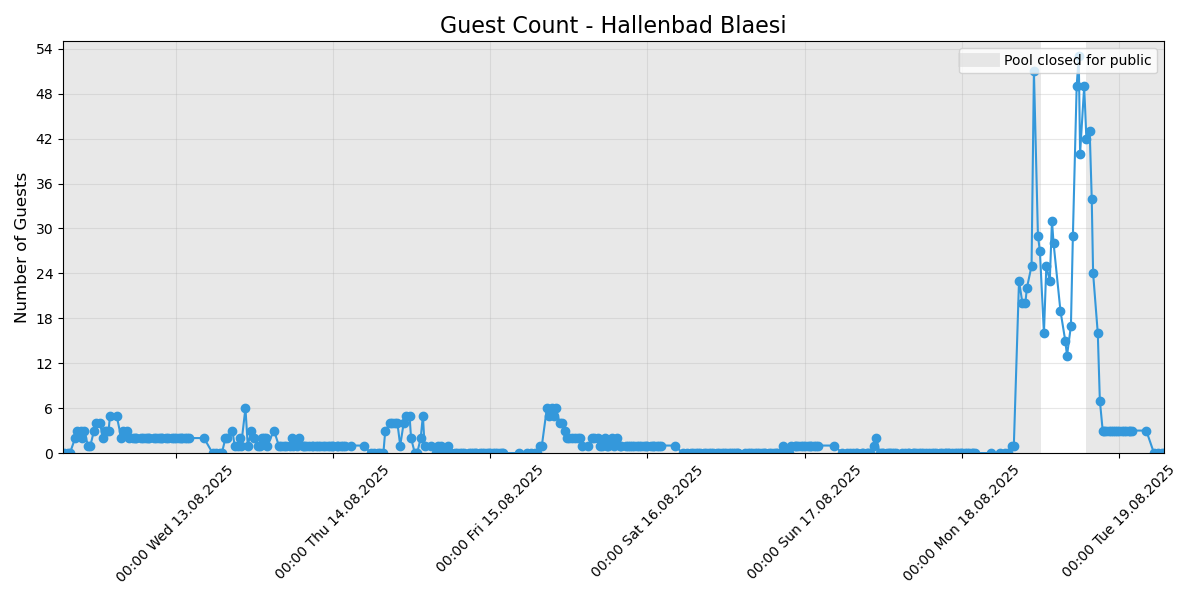 Guest Count - Hallenbad Blaesi
Pool closed for public
Number of Guests
54
48
42
36
30
24
18
12
6
0
00:00 Wed 13.08.2025
00:00 Thu 14.08.2025
00:00 Fri 15.08.2025
00:00 Sat 16.08.2025
00:00 Sun 17.08.2025
00:00 Mon 18.08.2025
00:00 Tue 19.08.2025